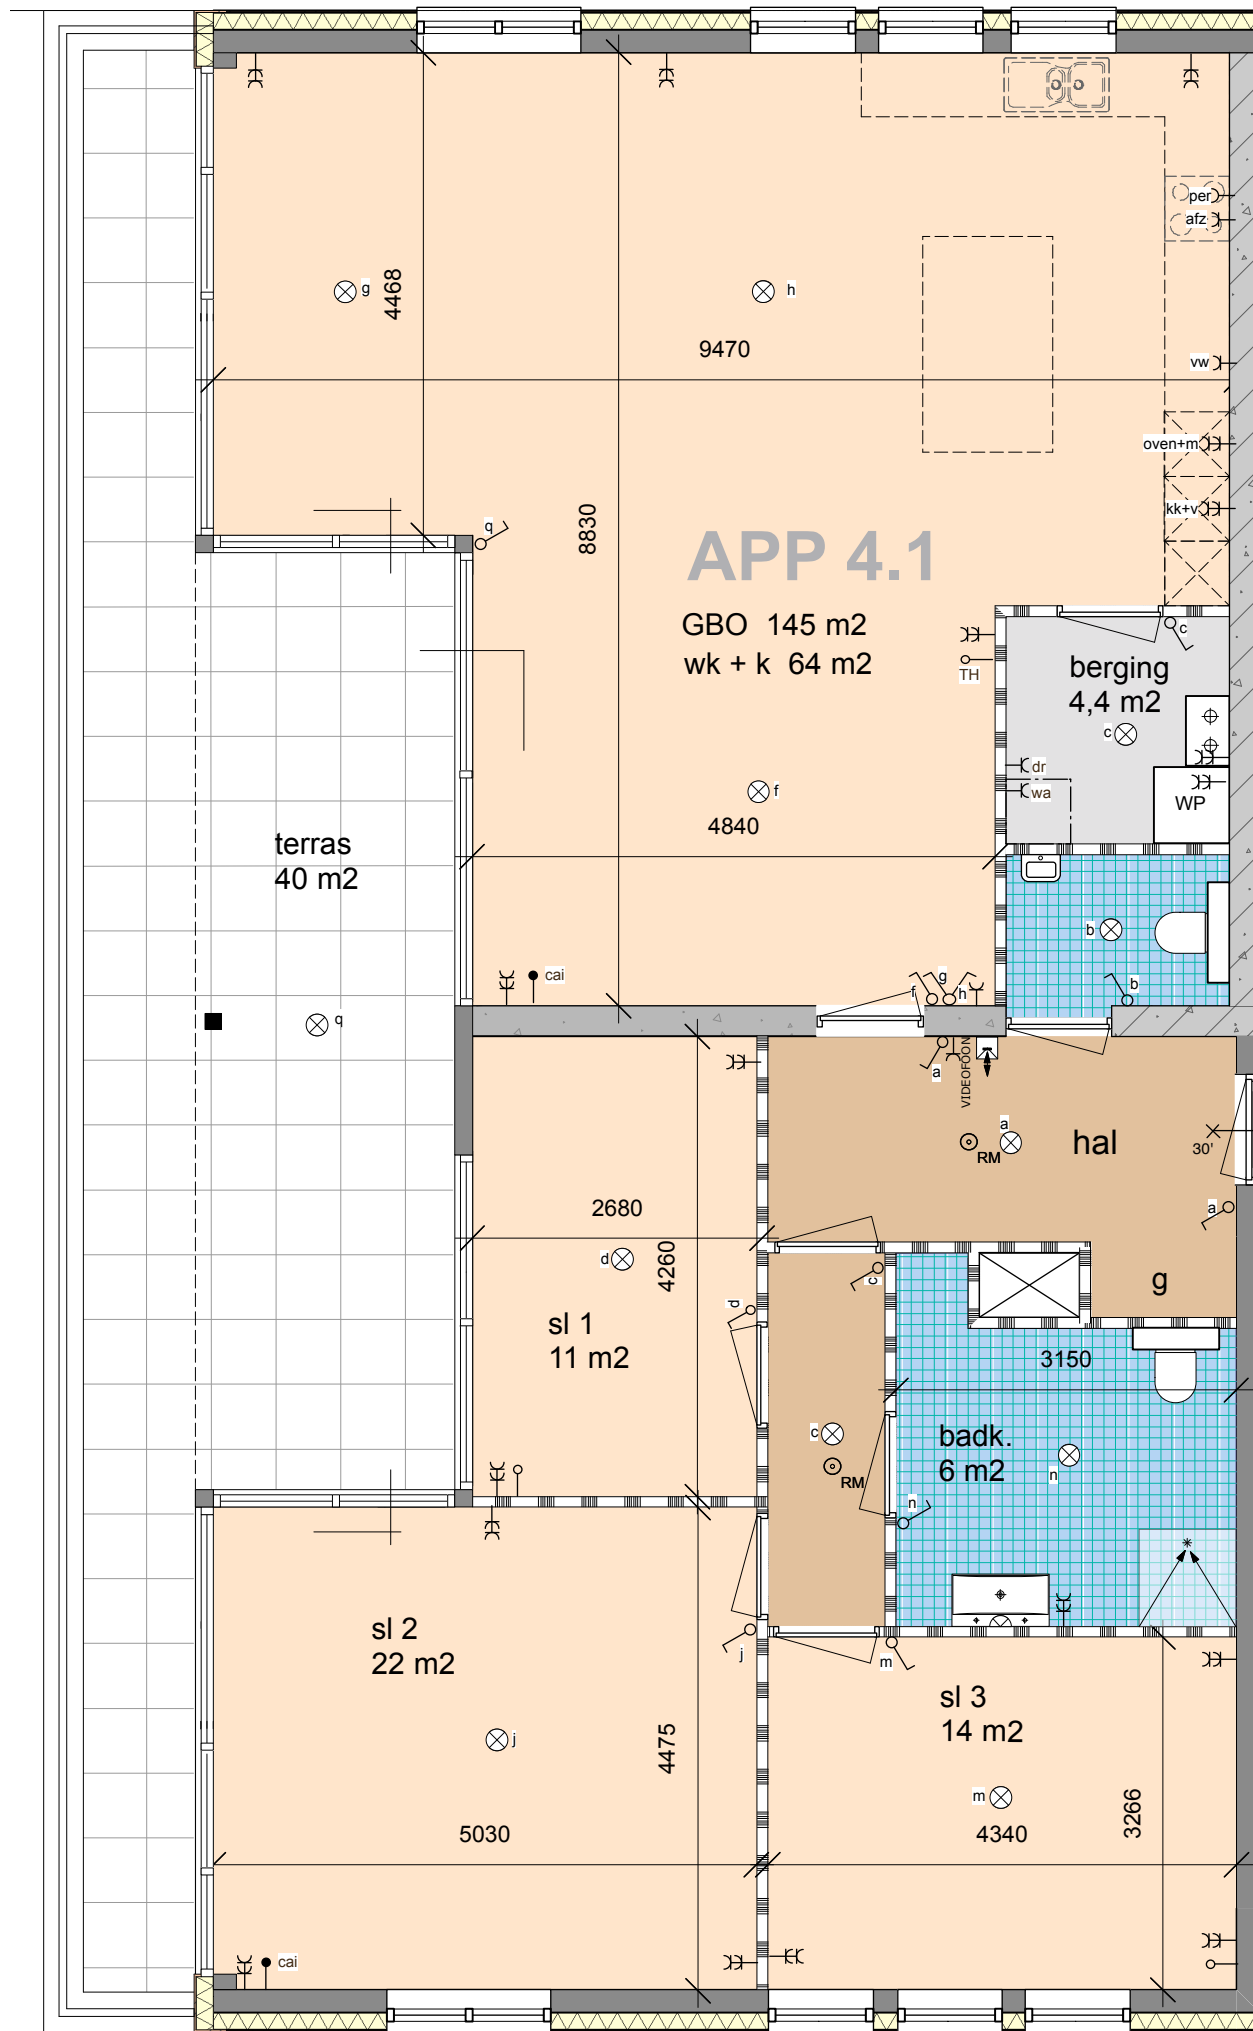 per
afz
g
h
4468
9470
vw
oven+m
kk+v
q
8830
APP 4.1
GBO 145 m2
wk + k 64 m2
c
TH
berging
4,4 m2
c
dr
wa
WP
f
4840
terras
40 m2
b
cai
f
g
h
b
q
a
VIDEOFOON
a
RM
hal
30'
a
2680
d
4260
c
g
d
sl 1
11 m2
3150
c
RM
badk.
6 m2
n
n
sl 2
22 m2
j
m
sl 3
14 m2
j
4475
m
3266
5030
4340
cai